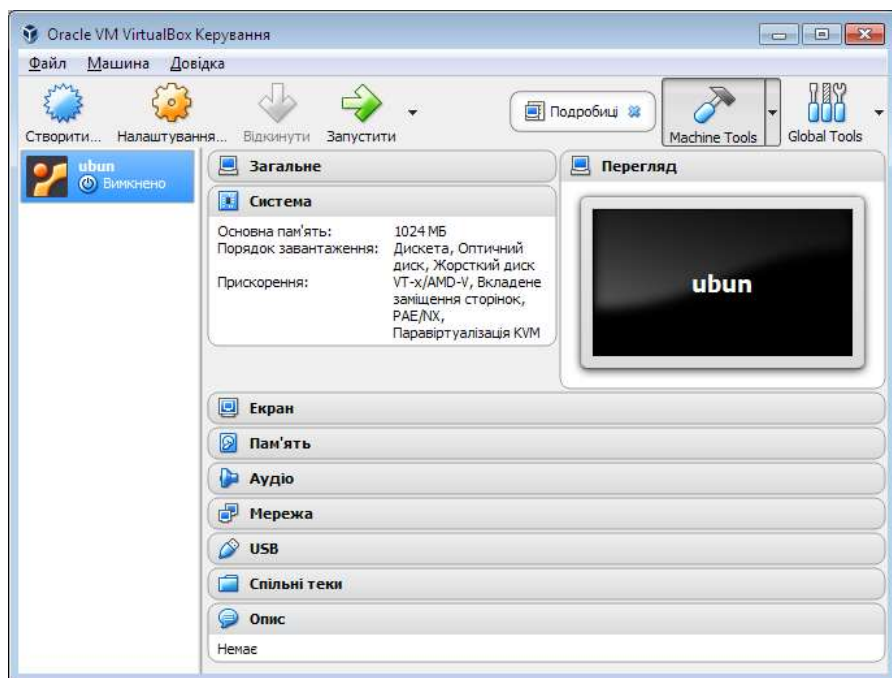 Oracle VM VirtualBox Керування
Файл Машина Довідка
Створити... Налаштування... Відкинути Запустити Подробиці Machine Tools Global Tools
ubun
Вимкнено
Загальне
Система
Основна пам'ять: 1024 МБ
Порядок завантаження: Дискета, Оптичний
диск, Жорсткий диск
Прискорення: VT-x/AMD-V, Вкладене
заміщення сторінок,
PAE/NX,
Паравіртуалізація KVM
Перегляд
ubun
Екран
Пам'ять
Аудіо
Мережа
USB
Спільні теки
Опис
Немає